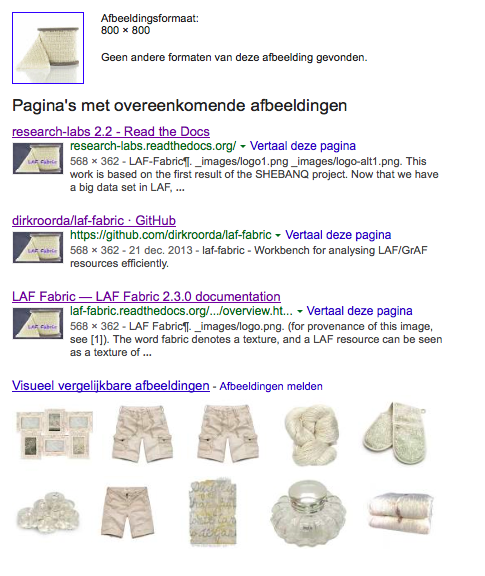 Afbeeldingsformaat:
800 × 800
Geen andere formaten van deze afbeelding gevonden.
Pagina's met overeenkomende afbeeldingen
research-labs 2.2 - Read the Docs
research-labs.readthedocs.org/ Vertaal deze pagina
LAF Fabric
568 × 362 - LAF-Fabric¶. _images/logo1.png _images/logo-alt1.png. This
work is based on the first result of the SHEBANQ project. Now that we have
a big data set in LAF, ...
dirkroorda/laf-fabric · GitHub
https://github.com/dirkroorda/laf-fabric Vertaal deze pagina
LAF Fabric
568 × 362 - 21 dec. 2013 - laf-fabric - Workbench for analysing LAF/GrAF
resources efficiently.
LAF Fabric — LAF Fabric 2.3.0 documentation
laf-fabric.readthedocs.org/.../overview.ht... Vertaal deze pagina
LAF Fabric
568 × 362 - LAF Fabric¶. _images/logo.png. (for provenance of this image,
see [1]). The word fabric denotes a texture, and a LAF resource can be seen
as a texture of ...
Visueel vergelijkbare afbeeldingen - Afbeeldingen melden